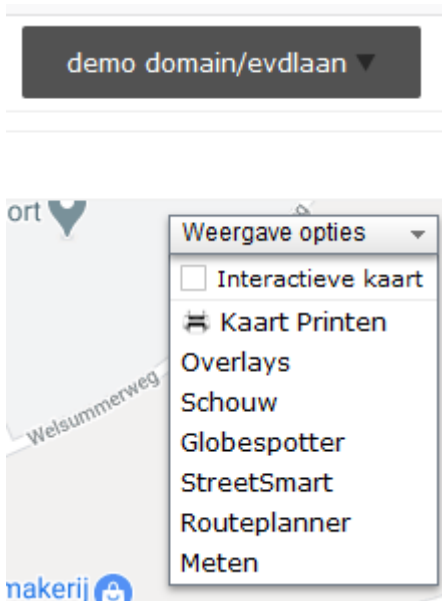 demo domain/evdlaan ▼
ort
Weergave opties
Interactieve kaart
Kaart Printen
Overlays
Welsummerweg
Schouw
Globespotter
StreetSmart
Routeplanner
Meten
makerij